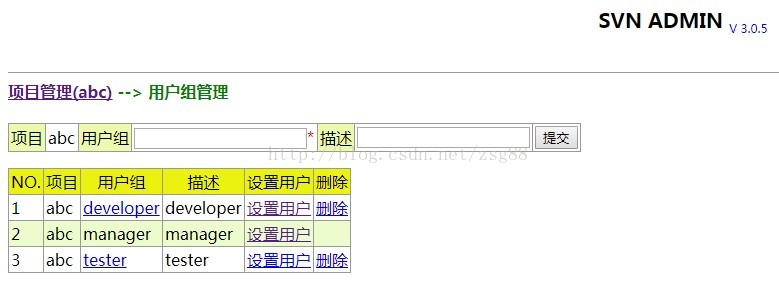 SVN ADMIN V 3.0.5
项目管理(abc) --> 用户组管理
项目 abc 用户组 * 描述 提交
http://blog.csdn.net/zsg88
NO. 项目 用户组 描述 设置用户 删除
1 abc developer developer 设置用户 删除
2 abc manager manager 设置用户
3 abc tester tester 设置用户 删除